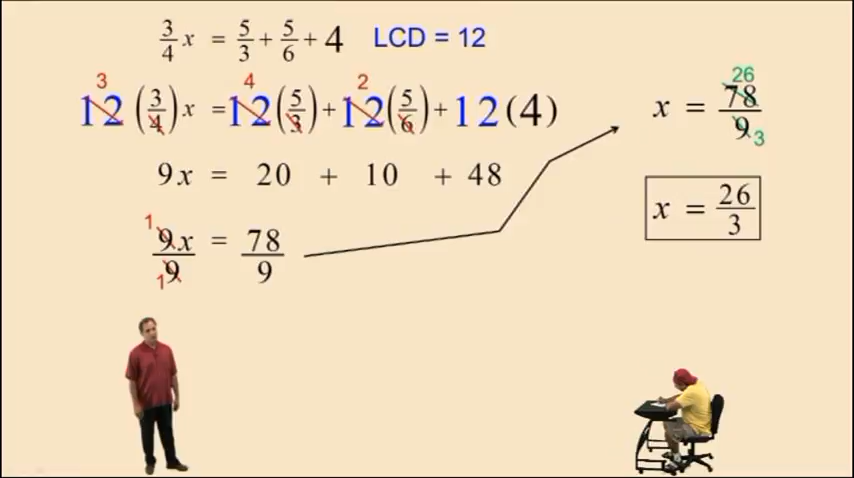 3/4 x = 5/3 + 5/6 + 4 LCD = 12
3 4 2
12 (3/4) x = 12 (5/3) + 12 (5/6) + 12 (4)
9x = 20 + 10 + 48
1 9x / 1 9 = 78/9
26
x = 78/9 3
x = 26/3